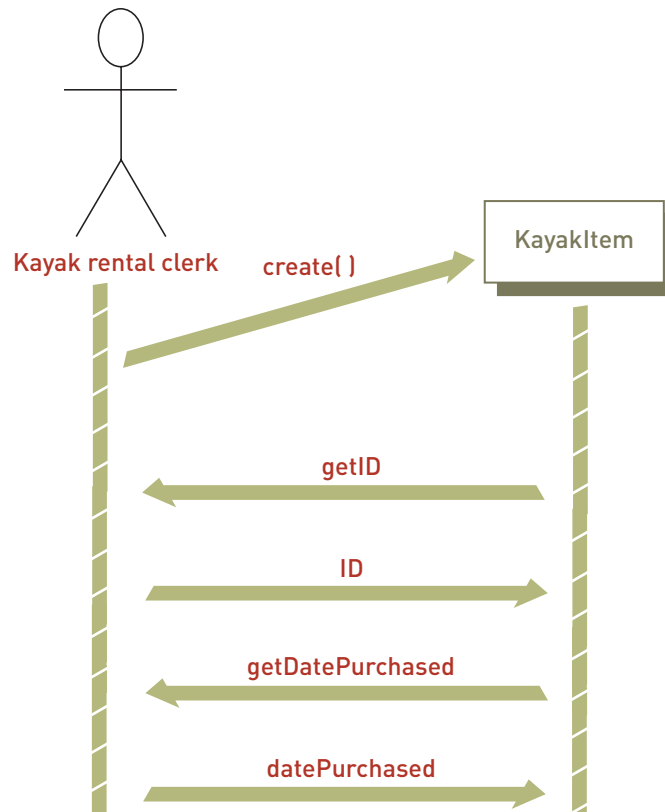 Kayak rental clerk
create( )
KayakItem
getID
ID
getDatePurchased
datePurchased